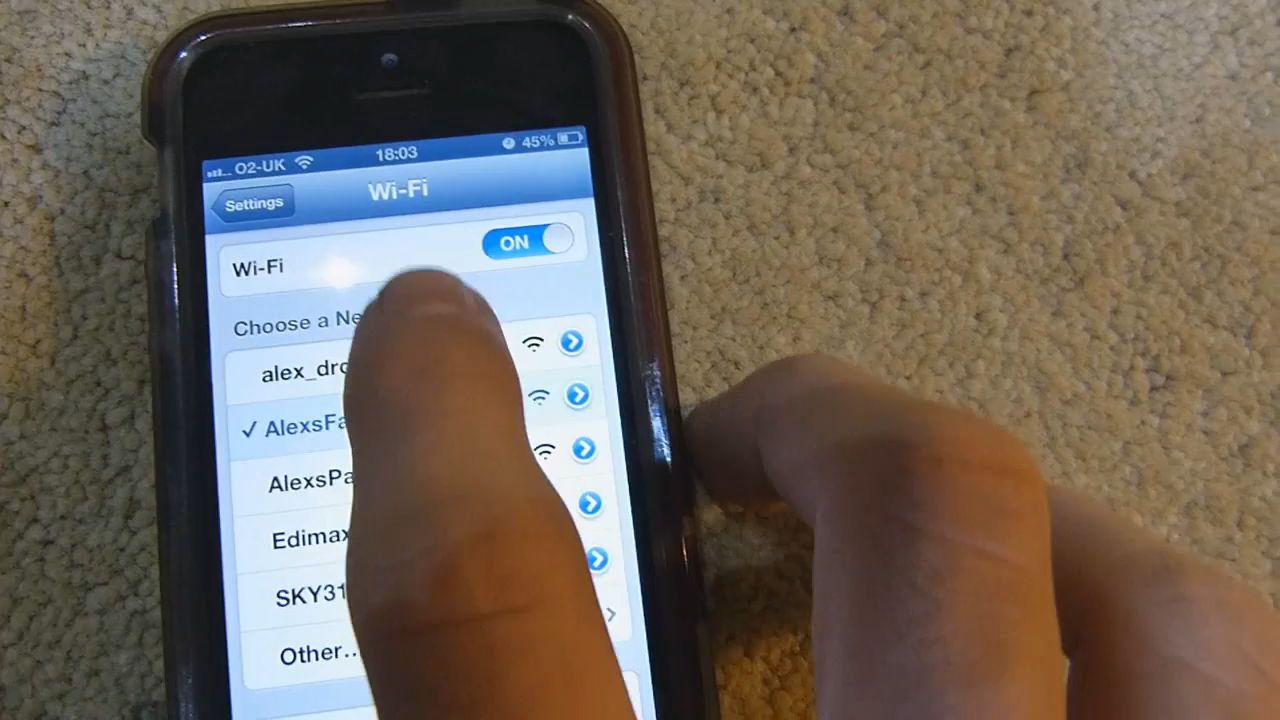 O2-UK 18:03 45%
Settings Wi-Fi
Wi-Fi ON
Choose a Ne
alex_dro
✓ AlexsFa
AlexsPa
Edimax
SKY31
Other...